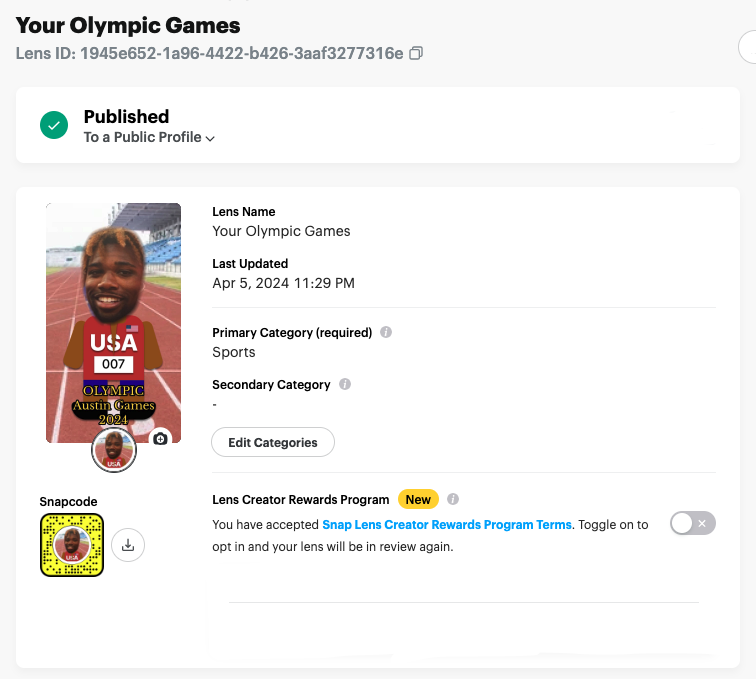 Your Olympic Games
Lens ID: 1945e652-1a96-4422-b426-3aaf3277316e
Published
To a Public Profile
Lens Name
Your Olympic Games
Last Updated
Apr 5, 2024 11:29 PM
Primary Category (required)
Sports
Secondary Category
-
Edit Categories
USA
007
OLYMPIC
Austin Games
2024
USA
Snapcode
USA
Lens Creator Rewards Program New
You have accepted Snap Lens Creator Rewards Program Terms. Toggle on to
opt in and your lens will be in review again.